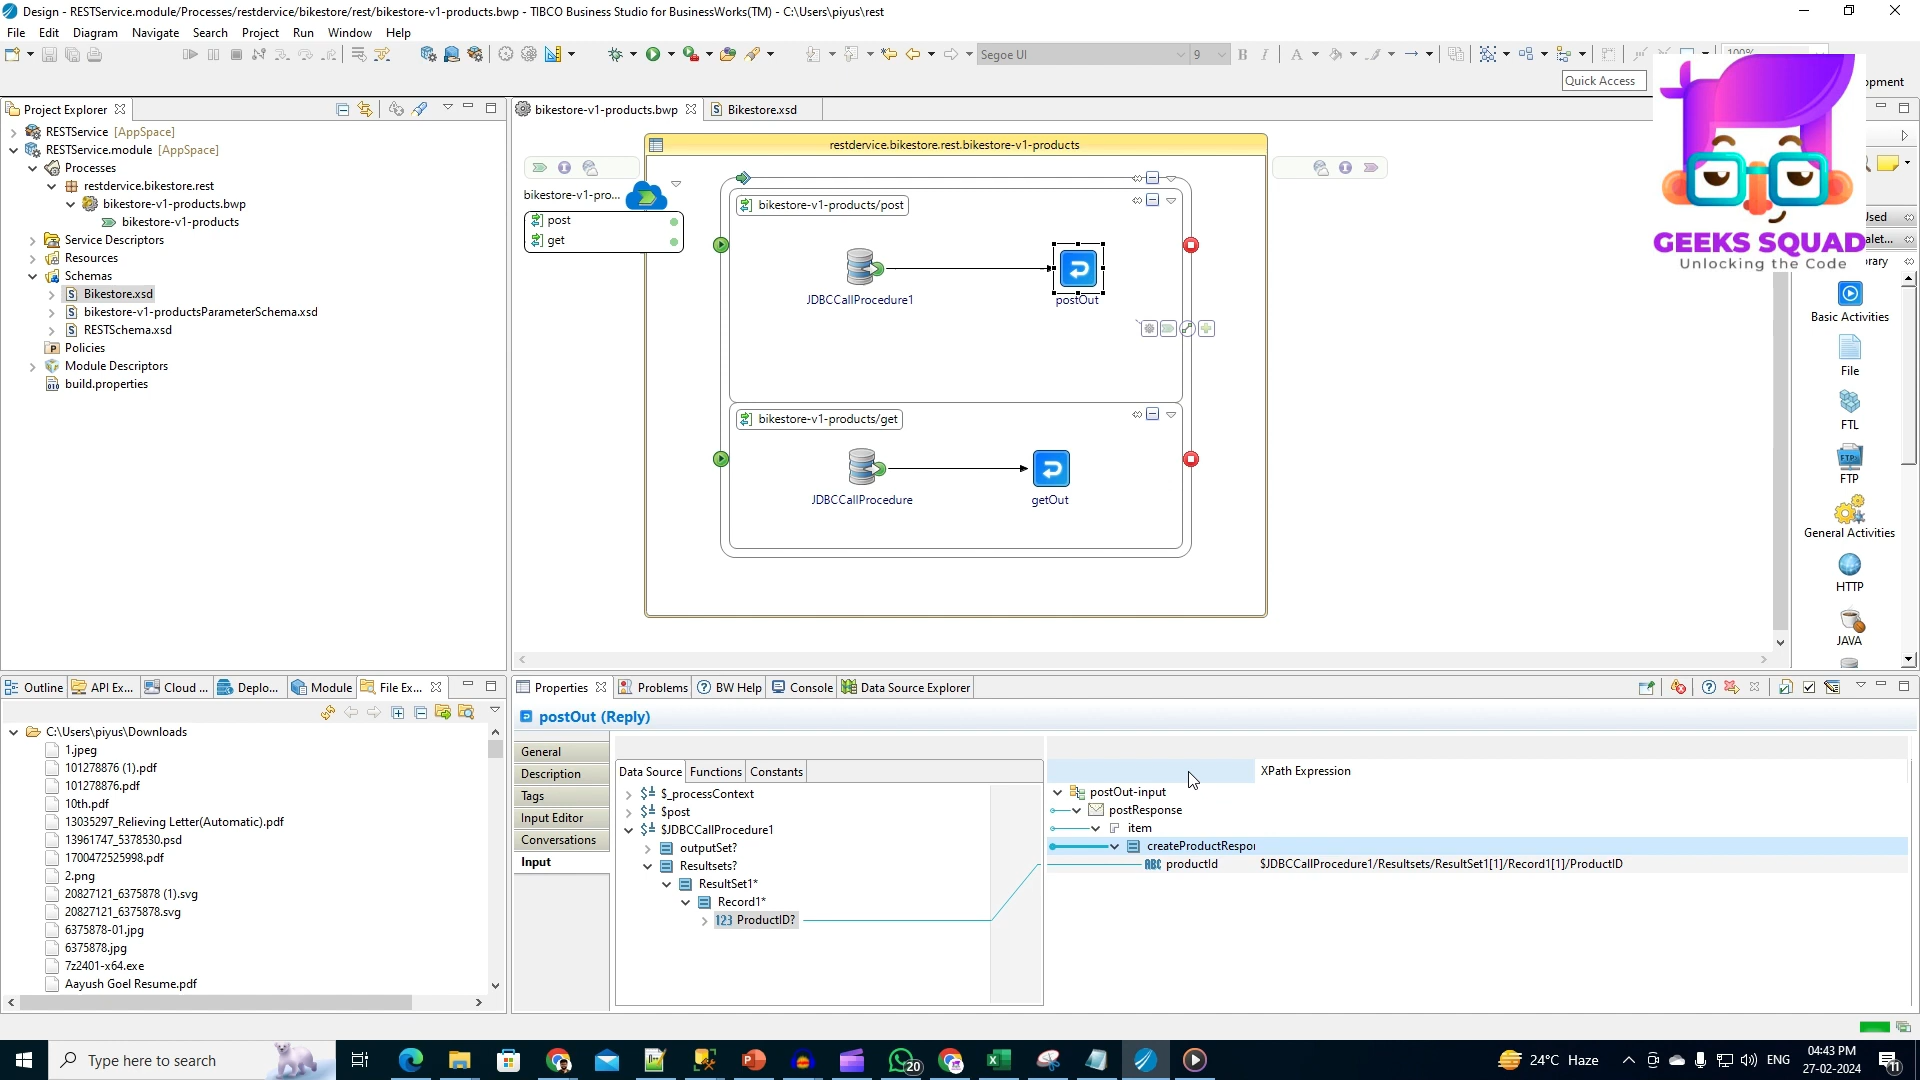 Design - RESTService.module/Processes/restdervice/bikestore/rest/bikestore-v1-products.bwp - TIBCO Business Studio for BusinessWorks(TM) - C:\Users\piyus\rest
File Edit Diagram Navigate Search Project Run Window Help
Segoe UI 9 100%
Quick Access
GEEKS SQUAD
Unlocking the Code
Project Explorer
RESTService [AppSpace]
RESTService.module [AppSpace]
Processes
restdervice.bikestore.rest
bikestore-v1-products.bwp
bikestore-v1-products
Service Descriptors
Resources
Schemas
Bikestore.xsd
bikestore-v1-productsParameterSchema.xsd
RESTSchema.xsd
Policies
Module Descriptors
build.properties
bikestore-v1-products.bwp Bikestore.xsd
restdervice.bikestore.rest.bikestore-v1-products
bikestore-v1-pro...
post
get
bikestore-v1-products/post
JDBCCallProcedure1
postOut
bikestore-v1-products/get
JDBCCallProcedure
getOut
Basic Activities
File
FTL
FTP
General Activities
HTTP
JAVA
Outline API Ex... Cloud ... Deplo... Module File Ex...
C:\Users\piyus\Downloads
1.jpeg
101278876 (1).pdf
101278876.pdf
10th.pdf
13035297_Relieving Letter(Automatic).pdf
13961747_5378530.psd
1700472525998.pdf
2.png
20827121_6375878 (1).svg
20827121_6375878.svg
6375878-01.jpg
6375878.jpg
7z2401-x64.exe
Aayush Goel Resume.pdf
Properties Problems BW Help Console Data Source Explorer
postOut (Reply)
General
Description
Tags
Input Editor
Conversations
Input
Data Source Functions Constants
$_processContext
$post
$JDBCCallProcedure1
outputSet?
Resultsets?
ResultSet1*
Record1*
123 ProductID?
XPath Expression
postOut-input
postResponse
item
createProductRespo
ABC productId $JDBCCallProcedure1/Resultsets/ResultSet1[1]/Record1[1]/ProductID
Type here to search
20
24°C Haze
ENG
04:43 PM
27-02-2024
11